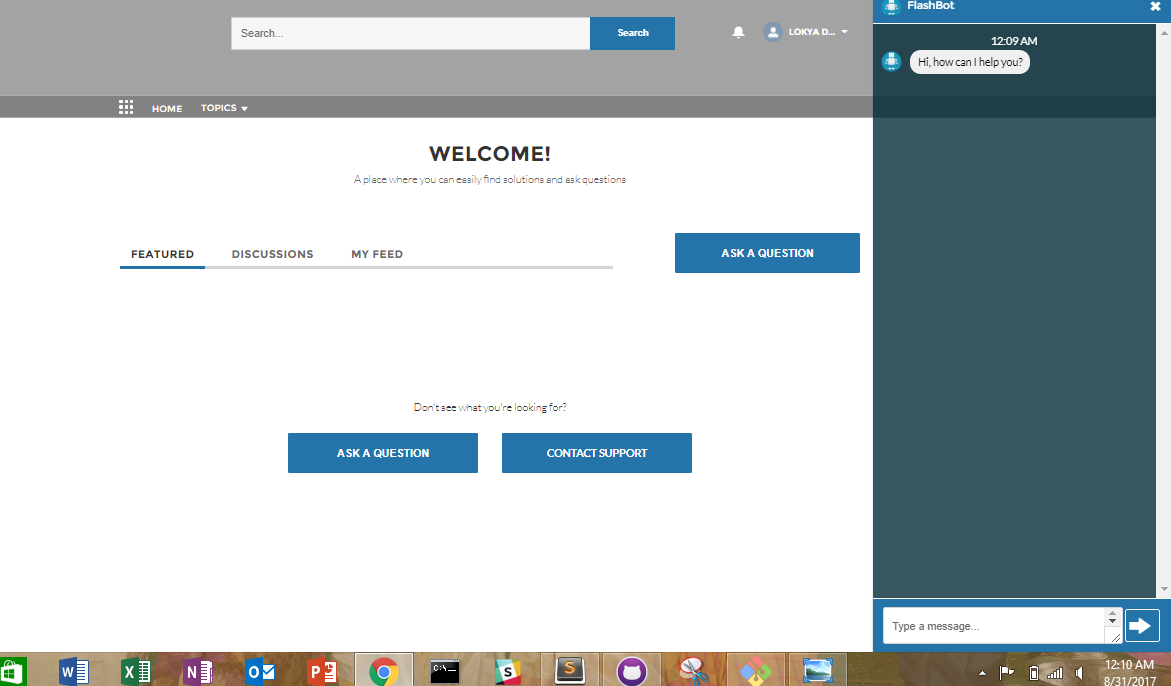 Search...
Search
LOKYA D...
HOME
TOPICS
WELCOME!
A place where you can easily find solutions and ask questions
FEATURED
DISCUSSIONS
MY FEED
ASK A QUESTION
Don't see what you're looking for?
ASK A QUESTION
CONTACT SUPPORT
FlashBot
12:09 AM
Hi, how can I help you?
Type a message...
W
X
N
O
P
C:\_
S
S
12:10 AM
8/31/2017